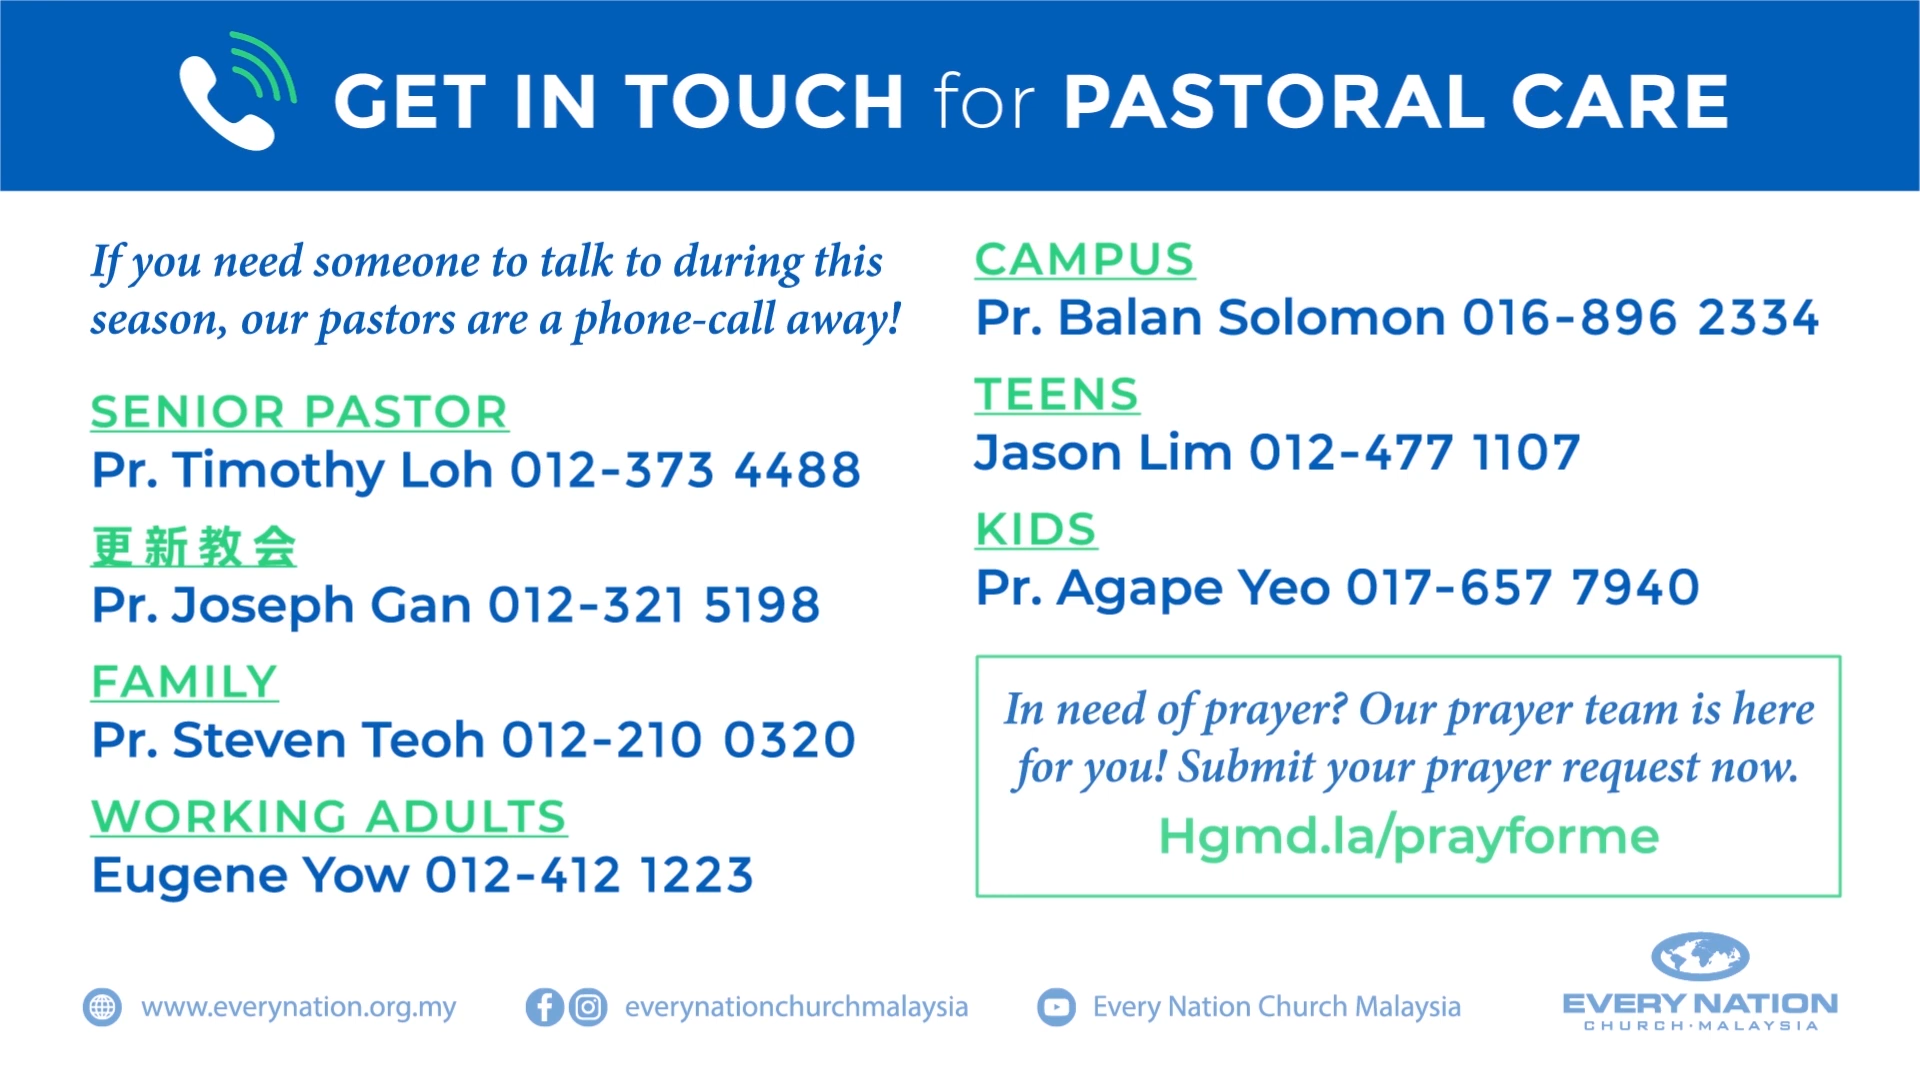 GET IN TOUCH for PASTORAL CARE
If you need someone to talk to during this
season, our pastors are a phone-call away!
SENIOR PASTOR
Pr. Timothy Loh 012-373 4488
更新教会
Pr. Joseph Gan 012-321 5198
FAMILY
Pr. Steven Teoh 012-210 0320
WORKING ADULTS
Eugene Yow 012-412 1223
CAMPUS
Pr. Balan Solomon 016-896 2334
TEENS
Jason Lim 012-477 1107
KIDS
Pr. Agape Yeo 017-657 7940
In need of prayer? Our prayer team is here
for you! Submit your prayer request now.
Hgmd.la/prayforme
www.everynation.org.my
everynationchurchmalaysia
Every Nation Church Malaysia
EVERY NATION
CHURCH·MALAYSIA